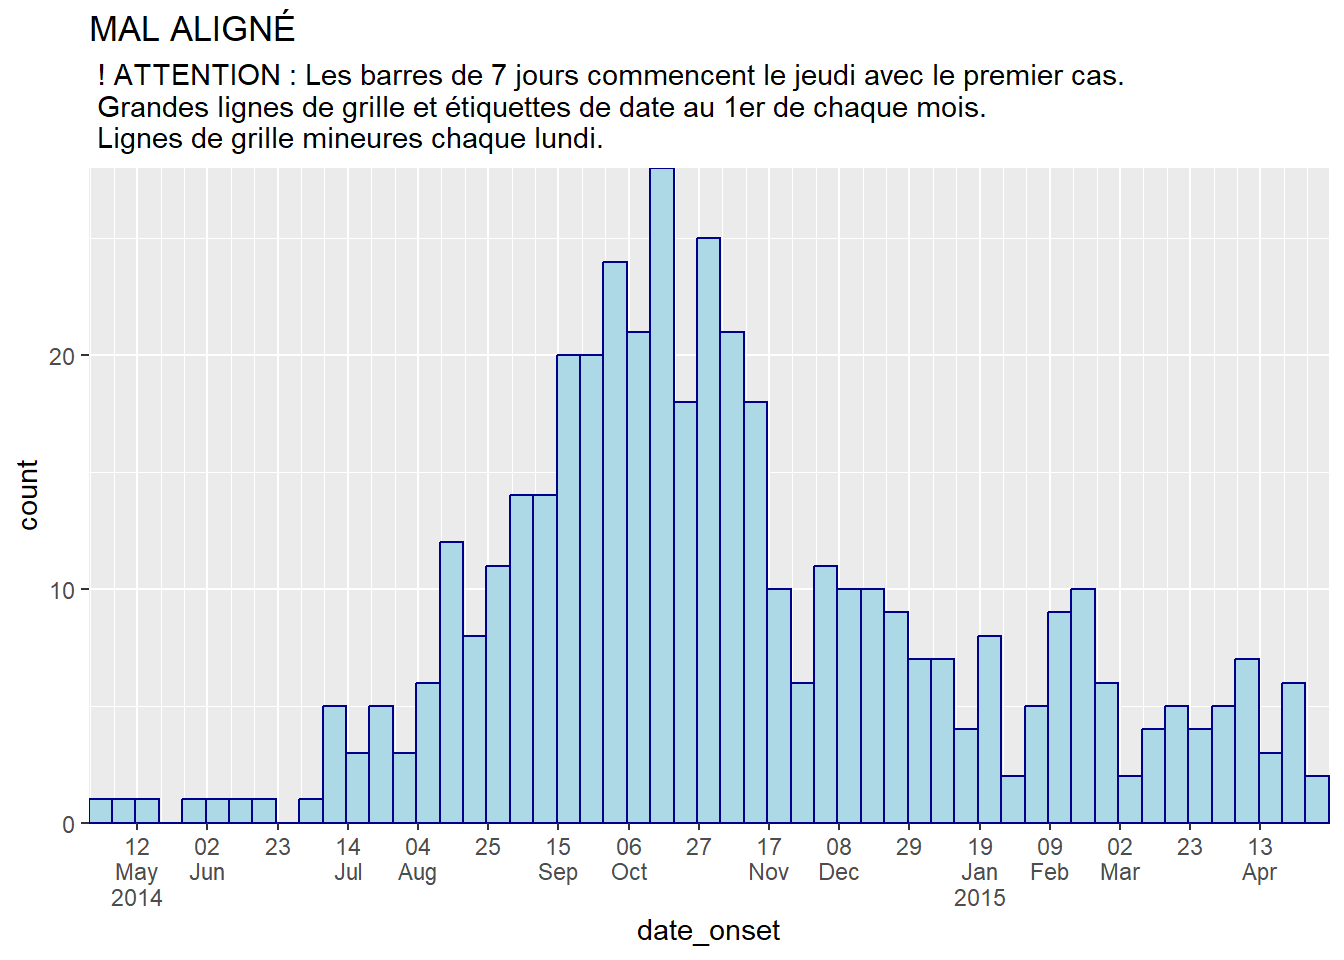 MAL ALIGNÉ
! ATTENTION : Les barres de 7 jours commencent le jeudi avec le premier cas.
Grandes lignes de grille et étiquettes de date au 1er de chaque mois.
Lignes de grille mineures chaque lundi.
count
20
10
0
12 02 23 14 04 25 15 06 27 17 08 29 19 09 02 23 13
May Jun Jul Aug Sep Oct Nov Dec Jan Feb Mar Apr
2014 2015
date_onset